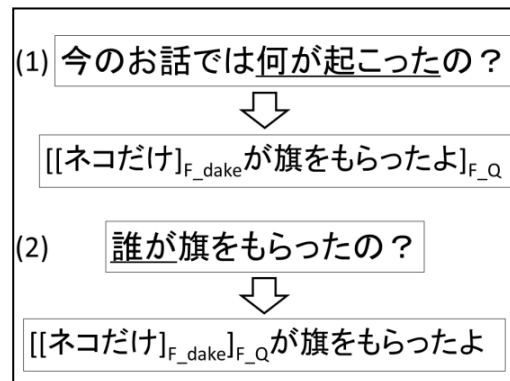 (1) 今のお話では何が起こったの？
[[ネコだけ]F_dakeが旗をもらったよ]F_Q
(2) 誰が旗をもらったの？
[[ネコだけ]F_dake]F_Qが旗をもらったよ